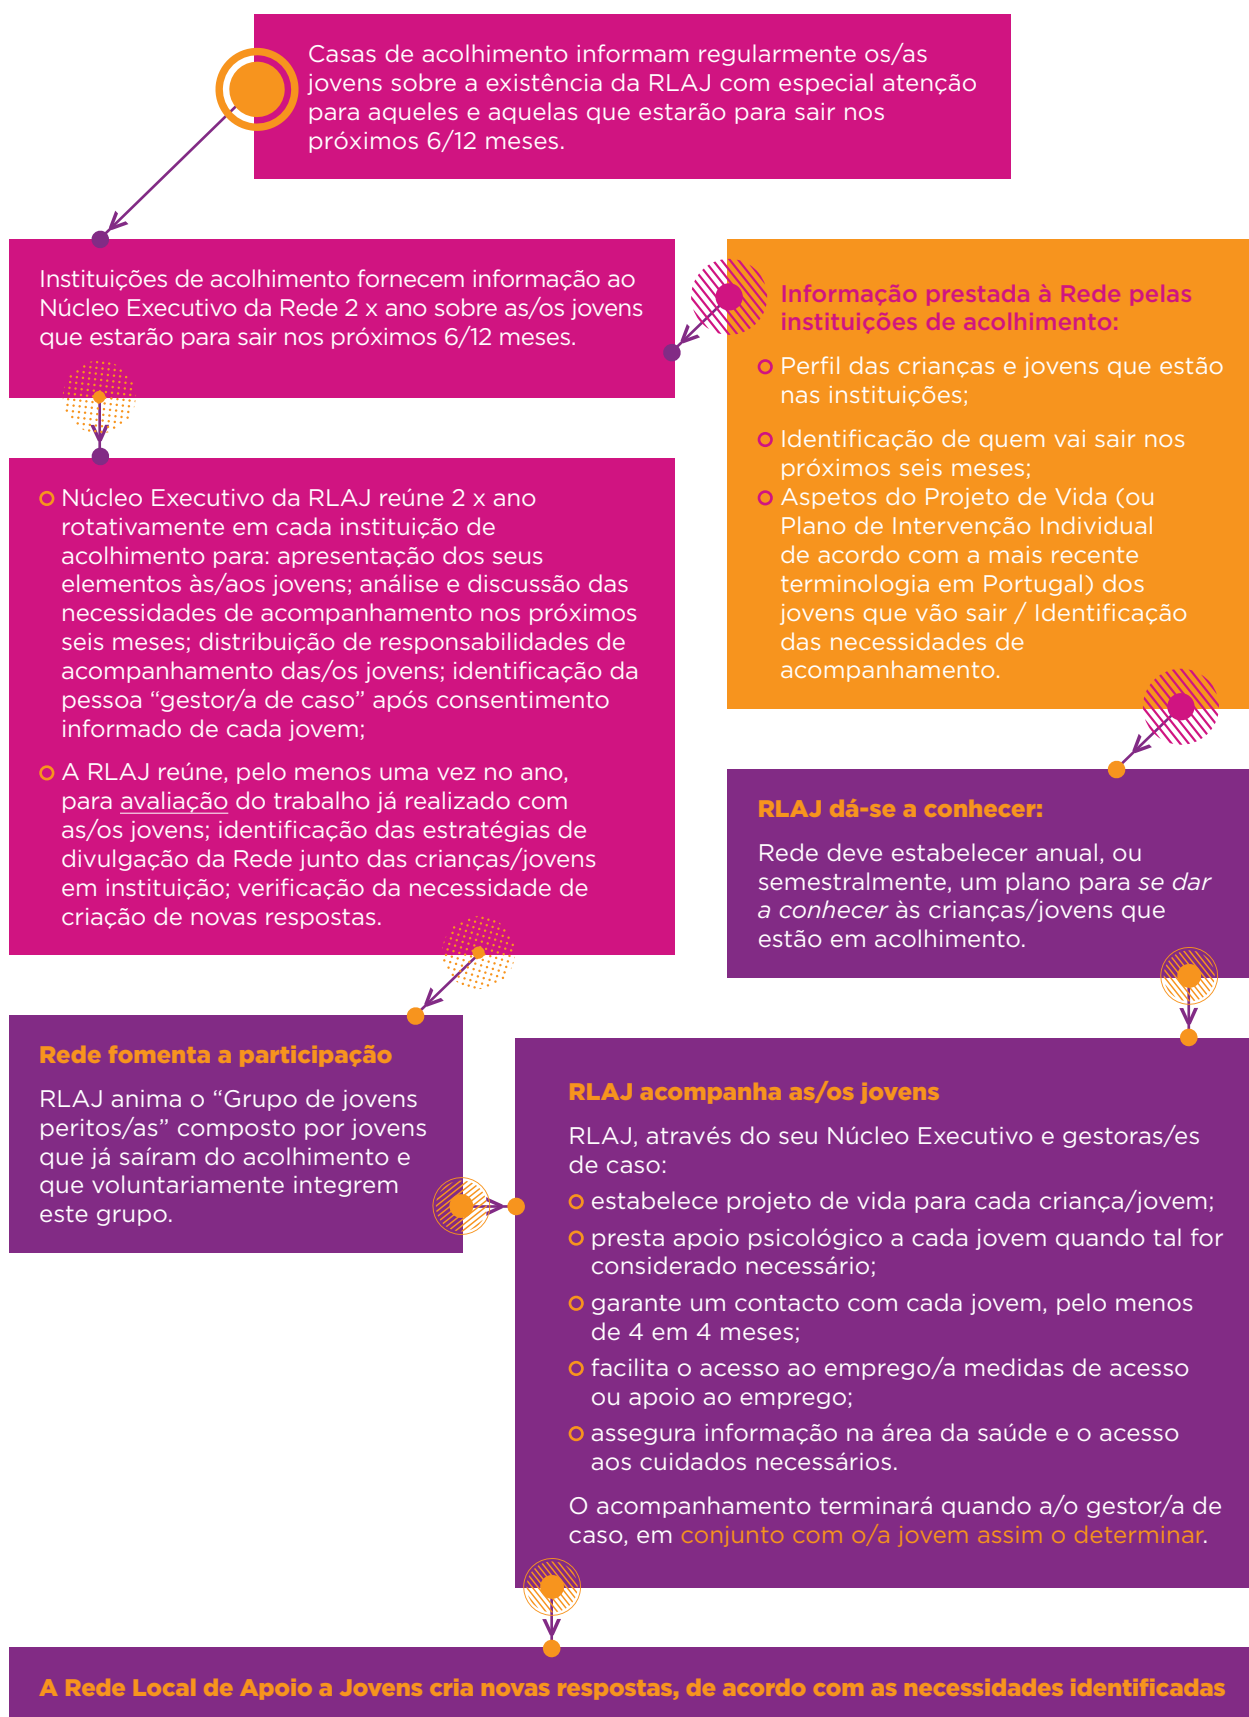 Casas de acolhimento informam regularmente os/as
jovens sobre a existência da RLAJ com especial atenção
para aqueles e aquelas que estarão para sair nos
próximos 6/12 meses.
Instituições de acolhimento fornecem informação ao
Núcleo Executivo da Rede 2 x ano sobre as/os jovens
que estarão para sair nos próximos 6/12 meses.
Informação prestada à Rede pelas
instituições de acolhimento:
Perfil das crianças e jovens que estão
nas instituições;
Identificação de quem vai sair nos
próximos seis meses;
Aspetos do Projeto de Vida (ou
Plano de Intervenção Individual
de acordo com a mais recente
terminologia em Portugal) dos
jovens que vão sair / Identificação
das necessidades de
acompanhamento.
Núcleo Executivo da RLAJ reúne 2 x ano
rotativamente em cada instituição de
acolhimento para: apresentação dos seus
elementos às/aos jovens; análise e discussão das
necessidades de acompanhamento nos próximos
seis meses; distribuição de responsabilidades de
acompanhamento das/os jovens; identificação da
pessoa “gestor/a de caso” após consentimento
informado de cada jovem;
A RLAJ reúne, pelo menos uma vez no ano,
para avaliação do trabalho já realizado com
as/os jovens; identificação das estratégias de
divulgação da Rede junto das crianças/jovens
em instituição; verificação da necessidade de
criação de novas respostas.
RLAJ dá-se a conhecer:
Rede deve estabelecer anual, ou
semestralmente, um plano para se dar
a conhecer às crianças/jovens que
estão em acolhimento.
Rede fomenta a participação
RLAJ anima o “Grupo de jovens
peritos/as” composto por jovens
que já saíram do acolhimento e
que voluntariamente integrem
este grupo.
RLAJ acompanha as/os jovens
RLAJ, através do seu Núcleo Executivo e gestoras/es
de caso:
estabelece projeto de vida para cada criança/jovem;
presta apoio psicológico a cada jovem quando tal for
considerado necessário;
garante um contacto com cada jovem, pelo menos
de 4 em 4 meses;
facilita o acesso ao emprego/a medidas de acesso
ou apoio ao emprego;
assegura informação na área da saúde e o acesso
aos cuidados necessários.
O acompanhamento terminará quando a/o gestor/a de
caso, em conjunto com o/a jovem assim o determinar.
A Rede Local de Apoio a Jovens cria novas respostas, de acordo com as necessidades identificadas